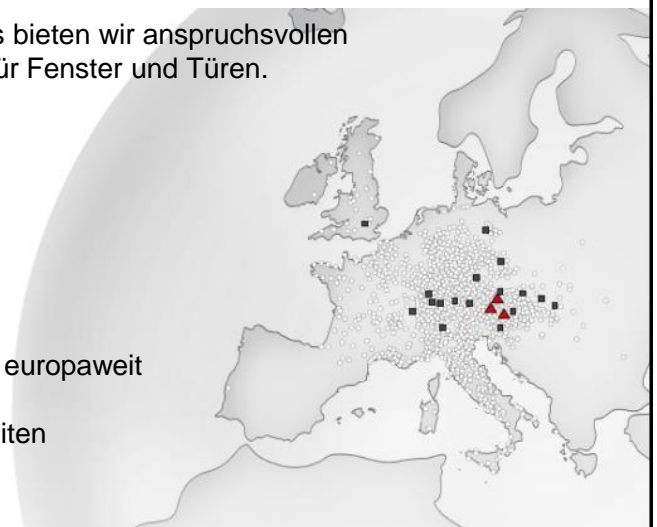 s bieten wir anspruchsvollen
ür Fenster und Türen.
europaweit
iten